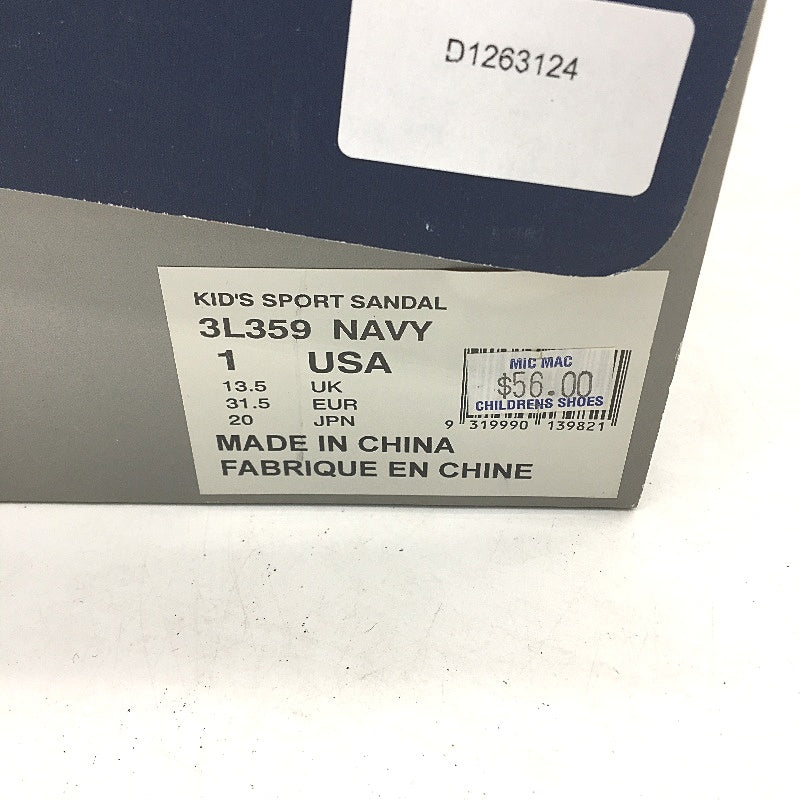 D1263124
KID'S SPORT SANDAL
3L359 NAVY
1 USA
13.5 UK
31.5 EUR
20 JPN
MADE IN CHINA
FABRIQUE EN CHINE
MIC MAC
$56.00
CHILDRENS SHOES
9 319990 139821